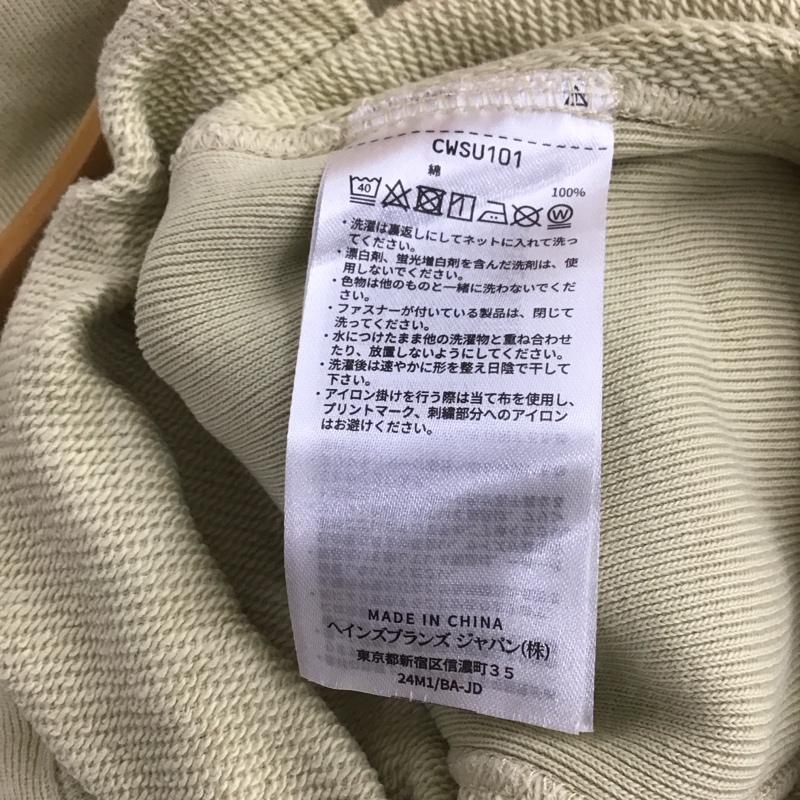 CWSU101
綿
100%
40
W
・洗濯は裏返しにしてネットに入れて洗っ
てください。
・漂白剤、蛍光増白剤を含んだ洗剤は、使
用しないでください。
・色物は他のものと一緒に洗わないでくだ
さい。
・ファスナーが付いている製品は、閉じて
洗ってください。
・水につけたまま他の洗濯物と重ね合わせ
たり、放置しないようにしてください。
・洗濯後は速やかに形を整え日陰で干して
下さい。
・アイロン掛けを行う際は当て布を使用し、
プリントマーク、刺繍部分へのアイロン
はお避けください。
MADE IN CHINA
ヘインズブランズ ジャパン(株)
東京都新宿区信濃町35
24M1/BA-JD